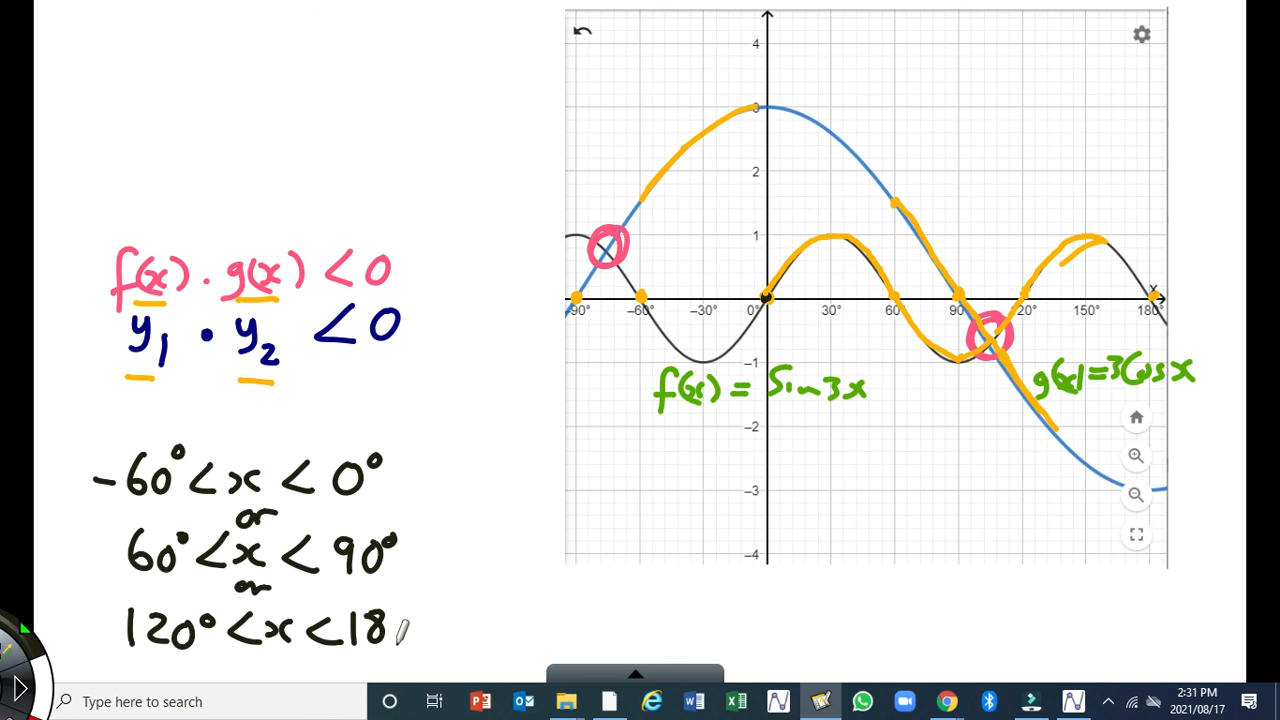 4
3
2
1
−90° −60° −30° 0° 30° 60° 90 120 150° 180°
x
−1
−2
−3
−4
f(x) = Sin3x
g(x)=3Cosx
f(x) · g(x) < 0
y₁ · y₂ < 0
-60° < x < 0°
or
60° < x < 90°
or
120° < x < 18
Type here to search
2:31 PM
2021/08/17